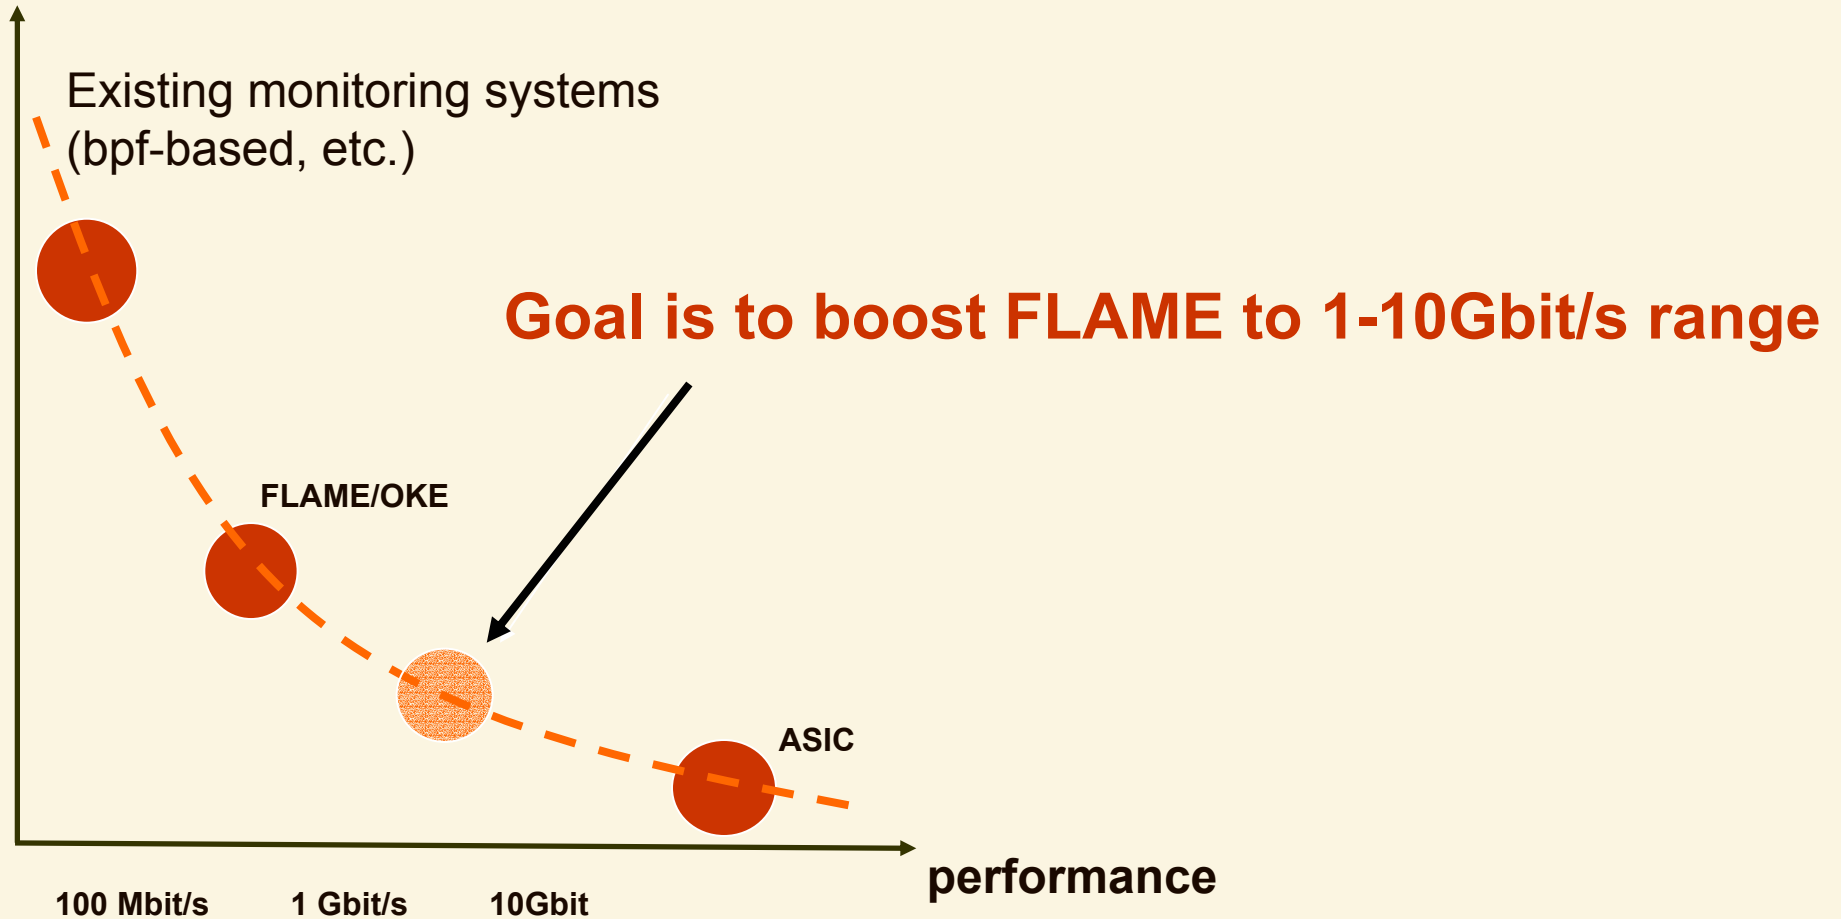 Existing monitoring systems
(bpf-based, etc.)
Goal is to boost FLAME to 1-10Gbit/s range
FLAME/OKE
ASIC
performance
100 Mbit/s 1 Gbit/s 10Gbit